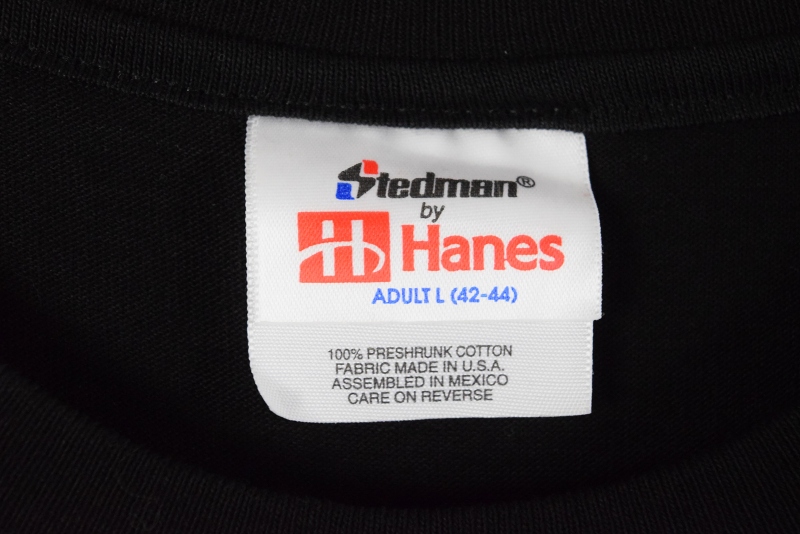 Stedman®
by
H Hanes
ADULT L (42-44)
100% PRESHRUNK COTTON
FABRIC MADE IN U.S.A.
ASSEMBLED IN MEXICO
CARE ON REVERSE